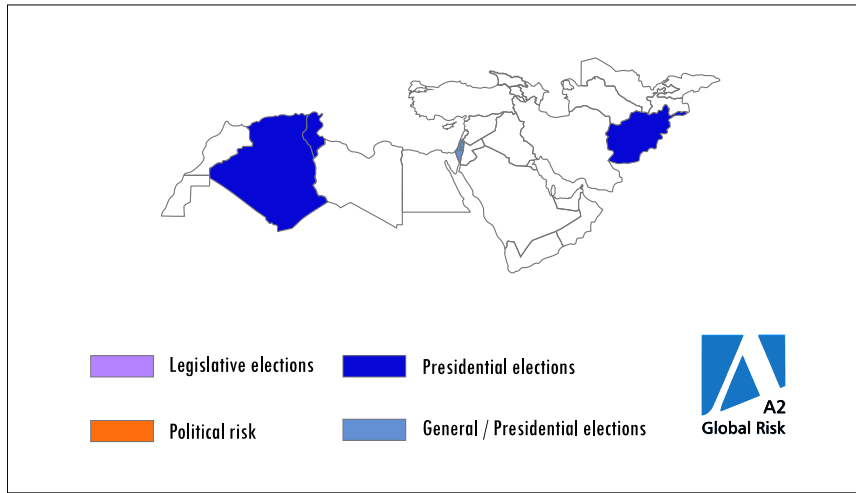 Legislative elections
Presidential elections
Political risk
General / Presidential elections
A2
Global Risk